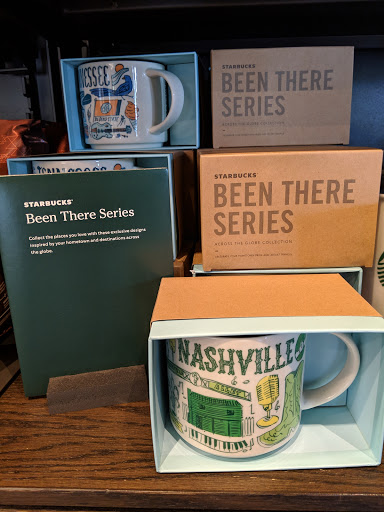 NESSEE
STARBUCKS
BEEN THERE
SERIES
ACROSS THE GLOBE COLLECTION
STARBUCKS
BEEN THERE
SERIES
ACROSS THE GLOBE COLLECTION
STARBUCKS®
Been There Series
Collect the places you love with these exclusive designs
inspired by your hometown and destinations across
the globe.
NASHVILLE